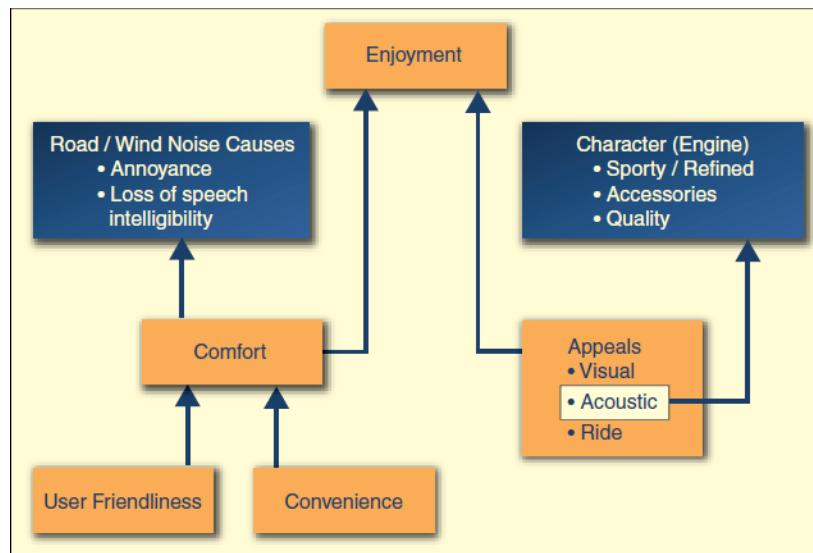 Enjoyment
Road / Wind Noise Causes
• Annoyance
• Loss of speech
intelligibility
Character (Engine)
• Sporty / Refined
• Accessories
• Quality
Comfort
Appeals
• Visual
• Acoustic
• Ride
User Friendliness
Convenience